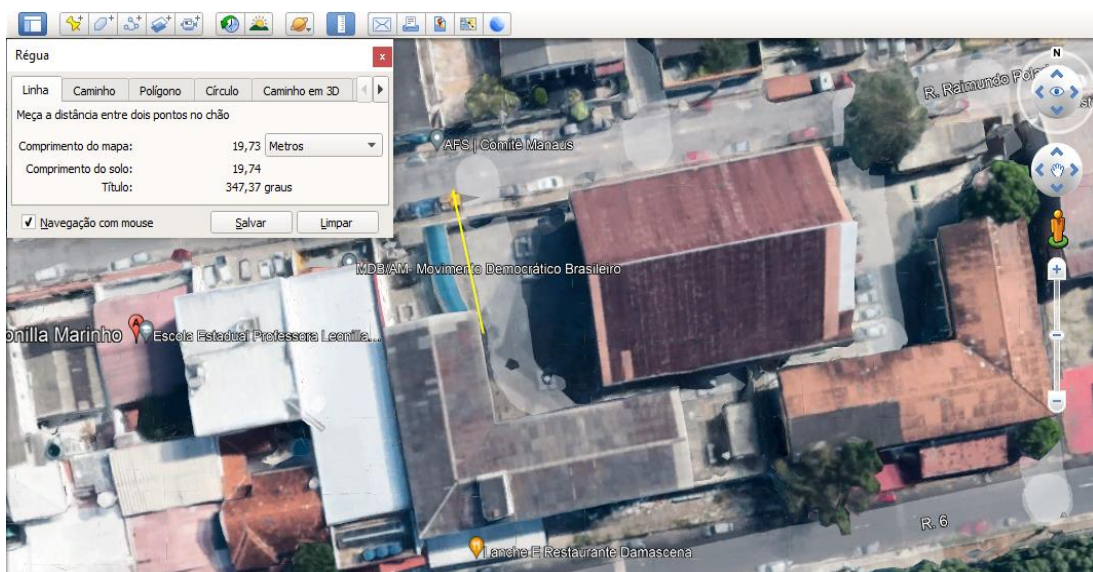 Régua
x
Linha Caminho Polígono Círculo Caminho em 3D
Meça a distância entre dois pontos no chão
Comprimento do mapa: 19,73 Metros
Comprimento do solo: 19,74
Título: 347,37 graus
Navegação com mouse Salvar Limpar
N
R. Raimundo
AFS | Comitê Manaus
MDB/AM- Movimento Democrático Brasileiro
onilla Marinho A Escola Estadual Professora Leonilla...
R. 6
Lanche E Restaurante Damascena